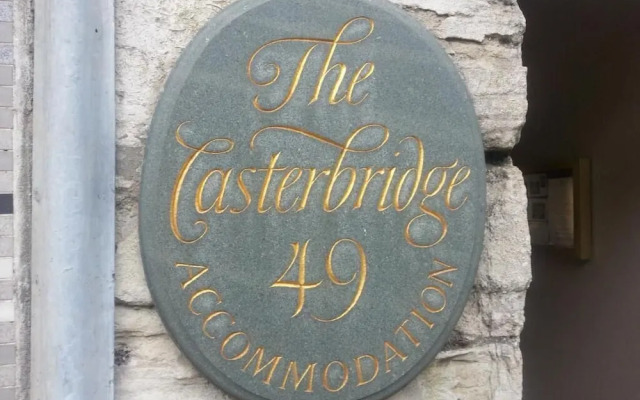 The
Casterbridge
49
ACCOMMODATION